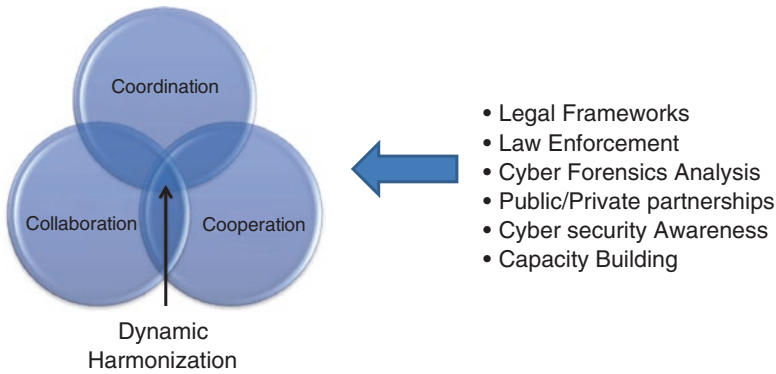 Coordination
Collaboration
Cooperation
Dynamic
Harmonization
• Legal Frameworks
• Law Enforcement
• Cyber Forensics Analysis
• Public/Private partnerships
• Cyber security Awareness
• Capacity Building